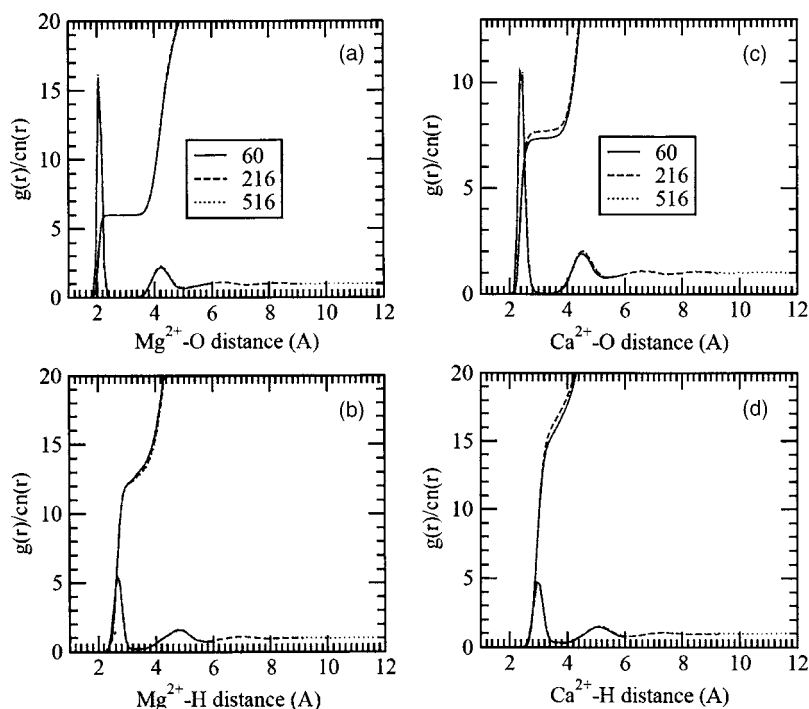 (a)
g(r)/cn(r)
20
15
10
5
0
60
216
516
2 4 6 8 10 12
Mg2+-O distance (A)
(c)
g(r)/cn(r)
10
5
0
60
216
516
2 4 6 8 10 12
Ca2+-O distance (A)
(b)
g(r)/cn(r)
20
15
10
5
0
2 4 6 8 10 12
Mg2+-H distance (A)
(d)
g(r)/cn(r)
20
15
10
5
0
2 4 6 8 10 12
Ca2+-H distance (A)